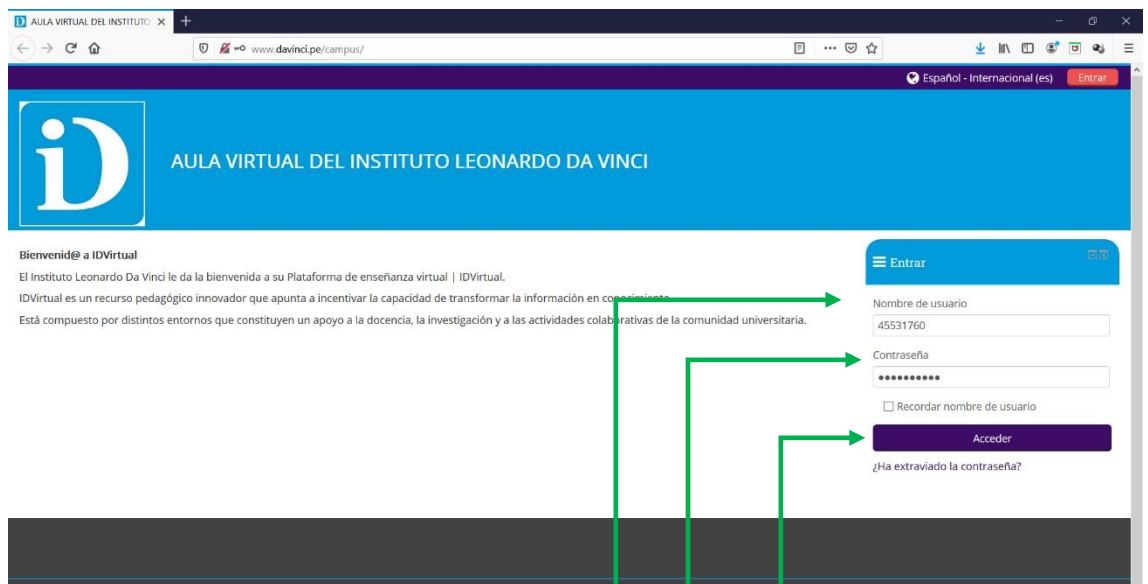 AULA VIRTUAL DEL INSTITUTO
www.davinci.pe/campus/
Español - Internacional (es) Entrar
iD
AULA VIRTUAL DEL INSTITUTO LEONARDO DA VINCI
Bienvenid@ a IDVirtual
El Instituto Leonardo Da Vinci le da la bienvenida a su Plataforma de enseñanza virtual | IDVirtual.
IDVirtual es un recurso pedagógico innovador que apunta a incentivar la capacidad de transformar la información en conocimiento.
Está compuesto por distintos entornos que constituyen un apoyo a la docencia, la investigación y a las actividades colaborativas de la comunidad universitaria.
Entrar
Nombre de usuario
45531760
Contraseña
••••••••••
Recordar nombre de usuario
Acceder
¿Ha extraviado la contraseña?